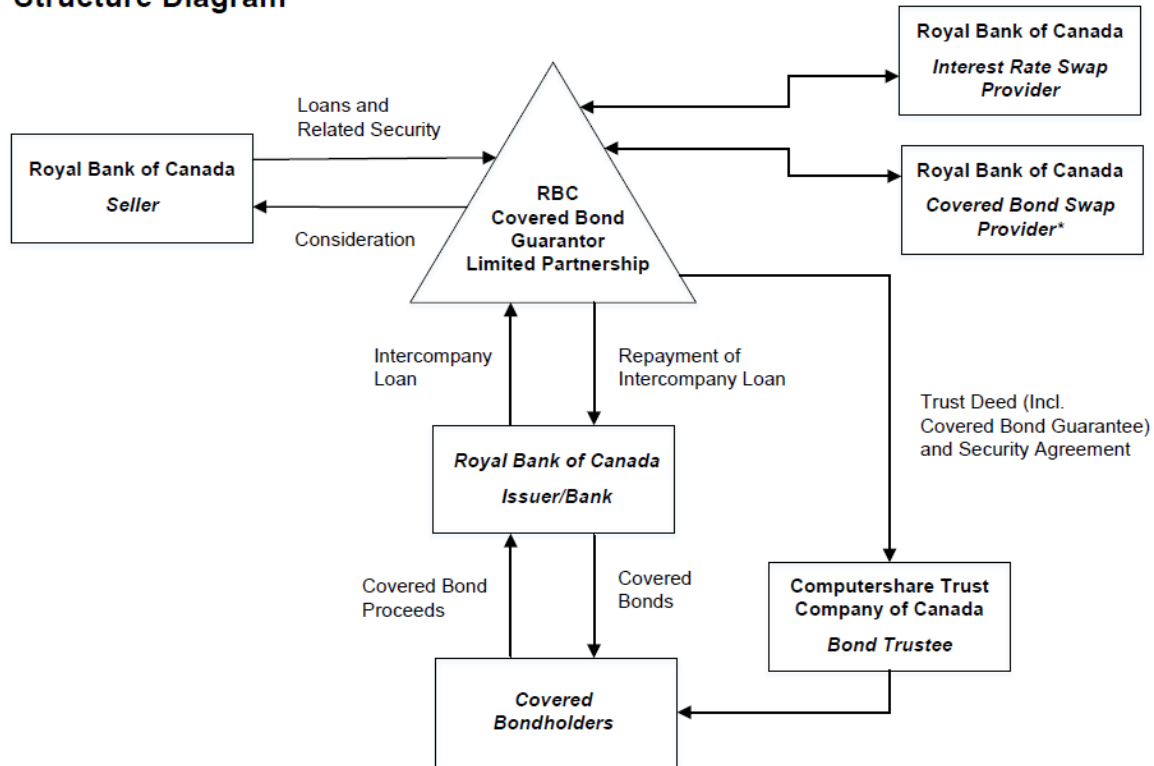 Structure Diagram
Royal Bank of Canada
Interest Rate Swap
Provider
Loans and
Related Security
Royal Bank of Canada
Seller
Royal Bank of Canada
Covered Bond Swap
Provider*
RBC
Covered Bond
Guarantor
Limited Partnership
Consideration
Intercompany
Loan
Repayment of
Intercompany Loan
Trust Deed (Incl.
Covered Bond Guarantee)
and Security Agreement
Royal Bank of Canada
Issuer/Bank
Covered Bond
Proceeds
Covered
Bonds
Computershare Trust
Company of Canada
Bond Trustee
Covered
Bondholders